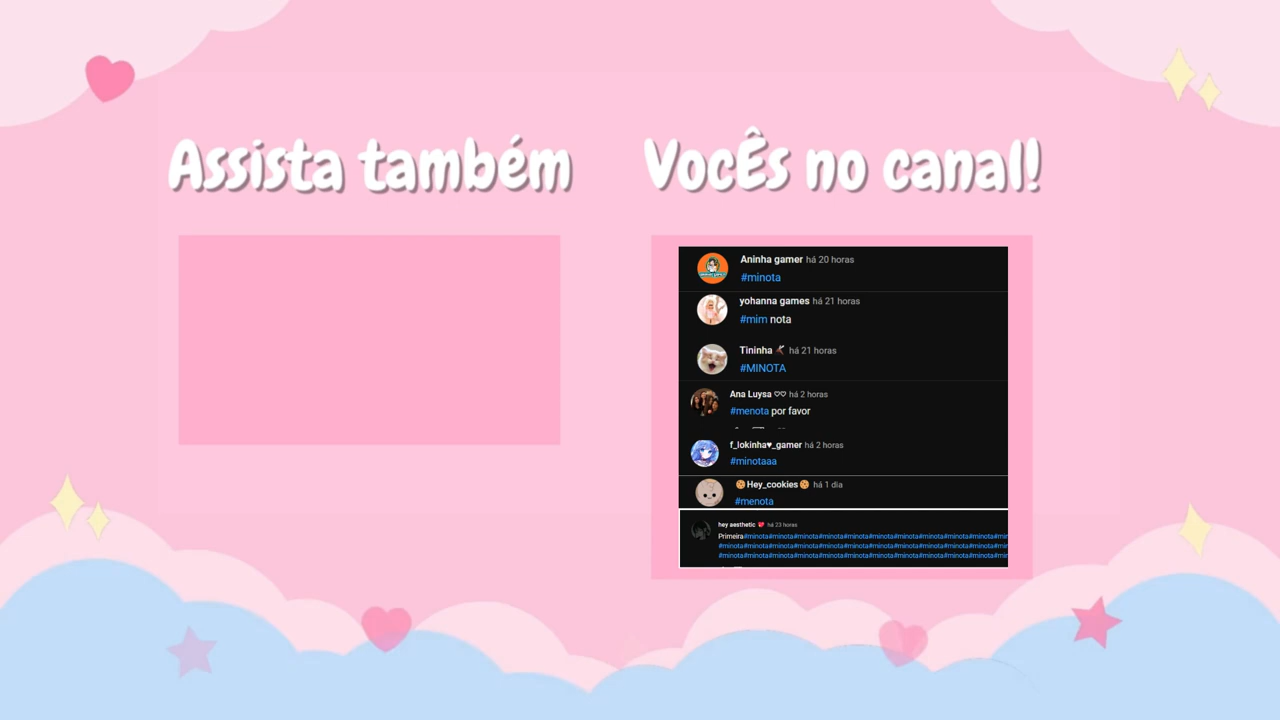 Assista também
VocÊs no canal!
Aninha gamer há 20 horas
#minota
yohanna games há 21 horas
#mim nota
Tininha há 21 horas
#MINOTA
Ana Luysa ♡♡ há 2 horas
#menota por favor
f_lokinha♥_gamer há 2 horas
#minotaaa
🍪Hey_cookies🍪 há 1 dia
#menota
hey aesthetic 💘 há 23 horas
Primeira#minota#minota#minota#minota#minota#minota#minota#minota#minota#minota#min
#minota#minota#minota#minota#minota#minota#minota#minota#minota#minota#minota#min
#minota#minota#minota#minota#minota#minota#minota#minota#minota#minota#minota#min